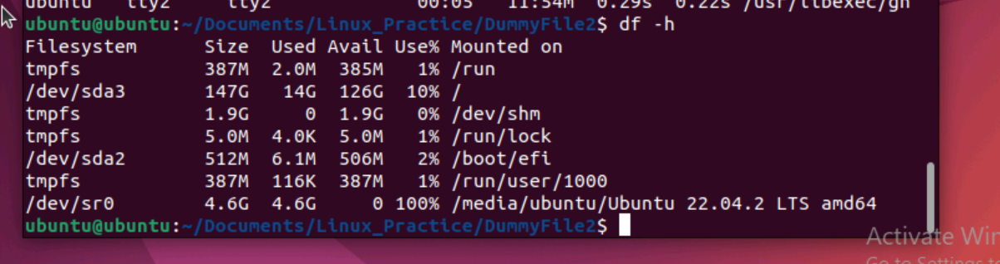 ubuntu tty2 tty2 00:05 11:54m 0.29s 0.22s /usr/libexec/gn
ubuntu@ubuntu:~/Documents/Linux_Practice/DummyFile2$ df -h
Filesystem Size Used Avail Use% Mounted on
tmpfs 387M 2.0M 385M 1% /run
/dev/sda3 147G 14G 126G 10% /
tmpfs 1.9G 0 1.9G 0% /dev/shm
tmpfs 5.0M 4.0K 5.0M 1% /run/lock
/dev/sda2 512M 6.1M 506M 2% /boot/efi
tmpfs 387M 116K 387M 1% /run/user/1000
/dev/sr0 4.6G 4.6G 0 100% /media/ubuntu/Ubuntu 22.04.2 LTS amd64
ubuntu@ubuntu:~/Documents/Linux_Practice/DummyFile2$
Activate Win
Go to Settings to